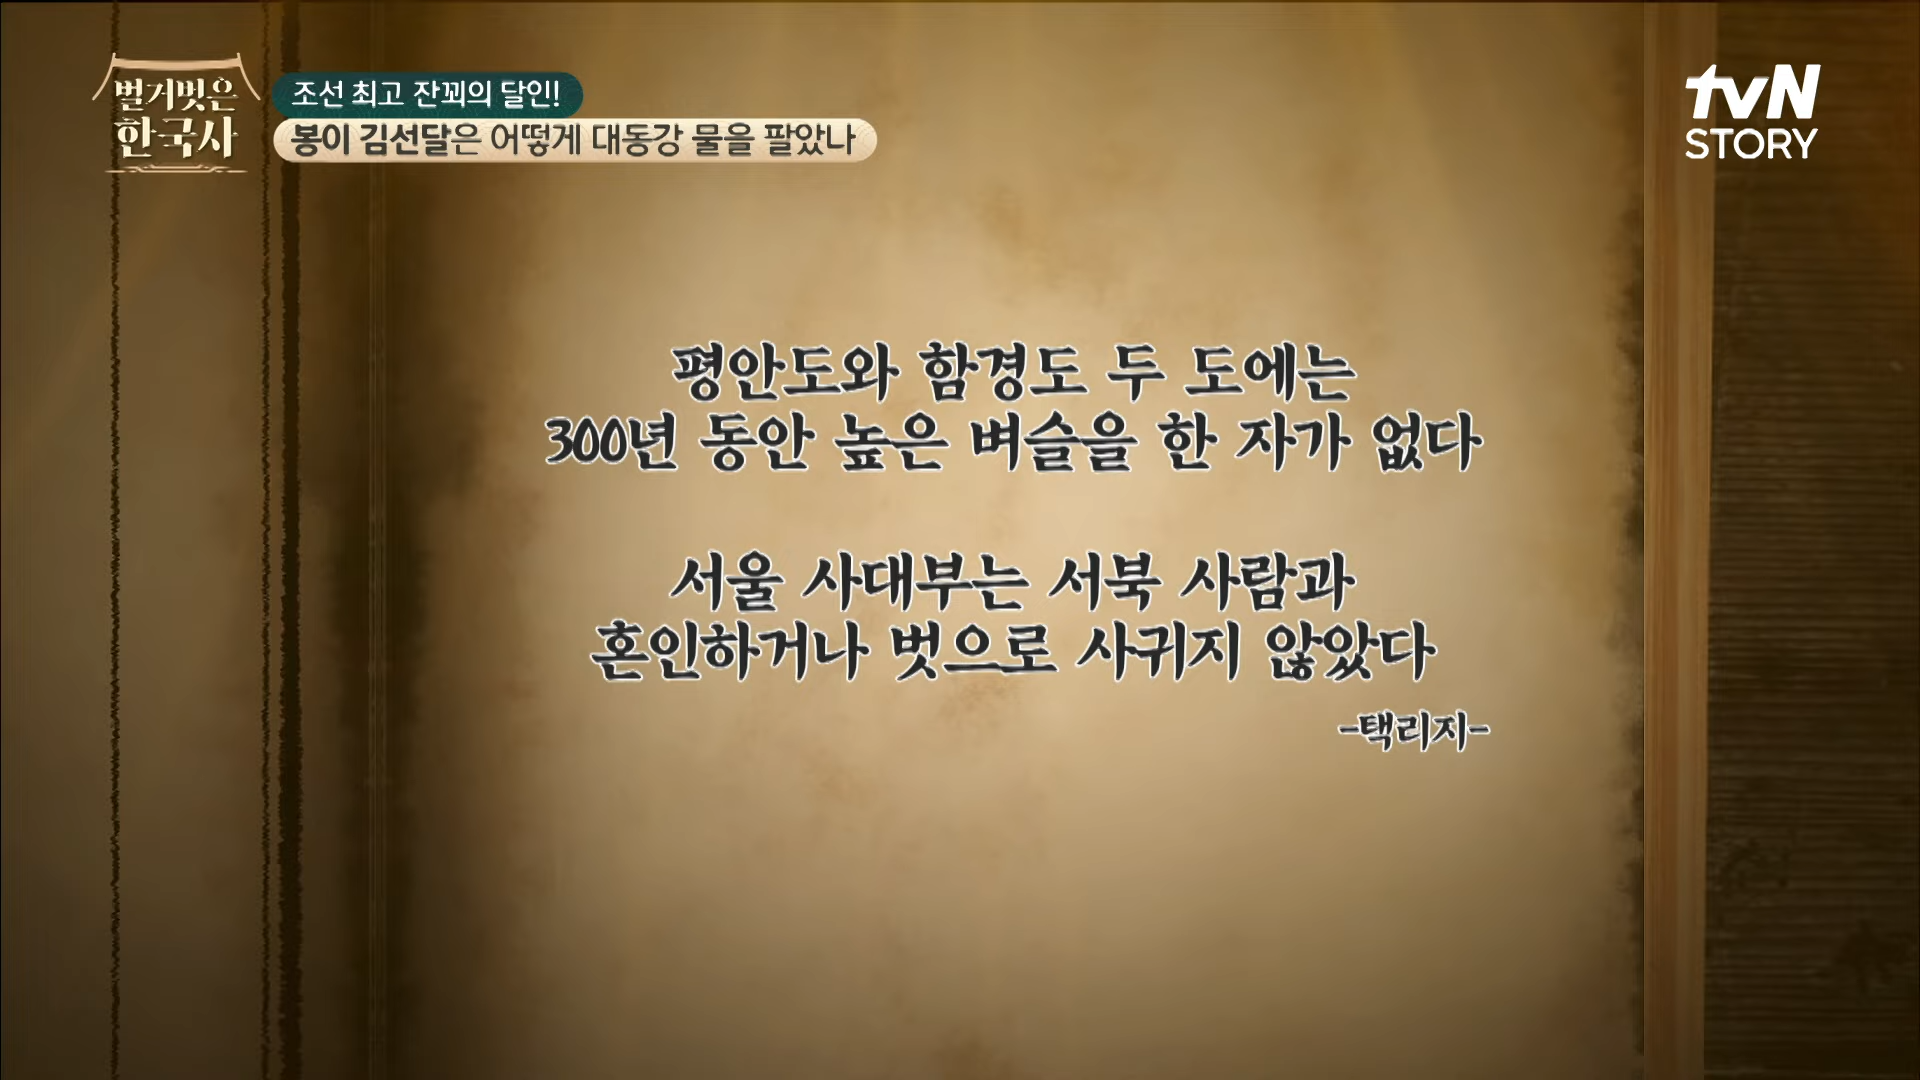 벌거벗은
한국사
조선 최고 잔꾀의 달인!
봉이 김선달은 어떻게 대동강 물을 팔았나
tvN
STORY
평안도와 함경도 두 도에는
300년 동안 높은 벼슬을 한 자가 없다
서울 사대부는 서북 사람과
혼인하거나 벗으로 사귀지 않았다
-택리지-